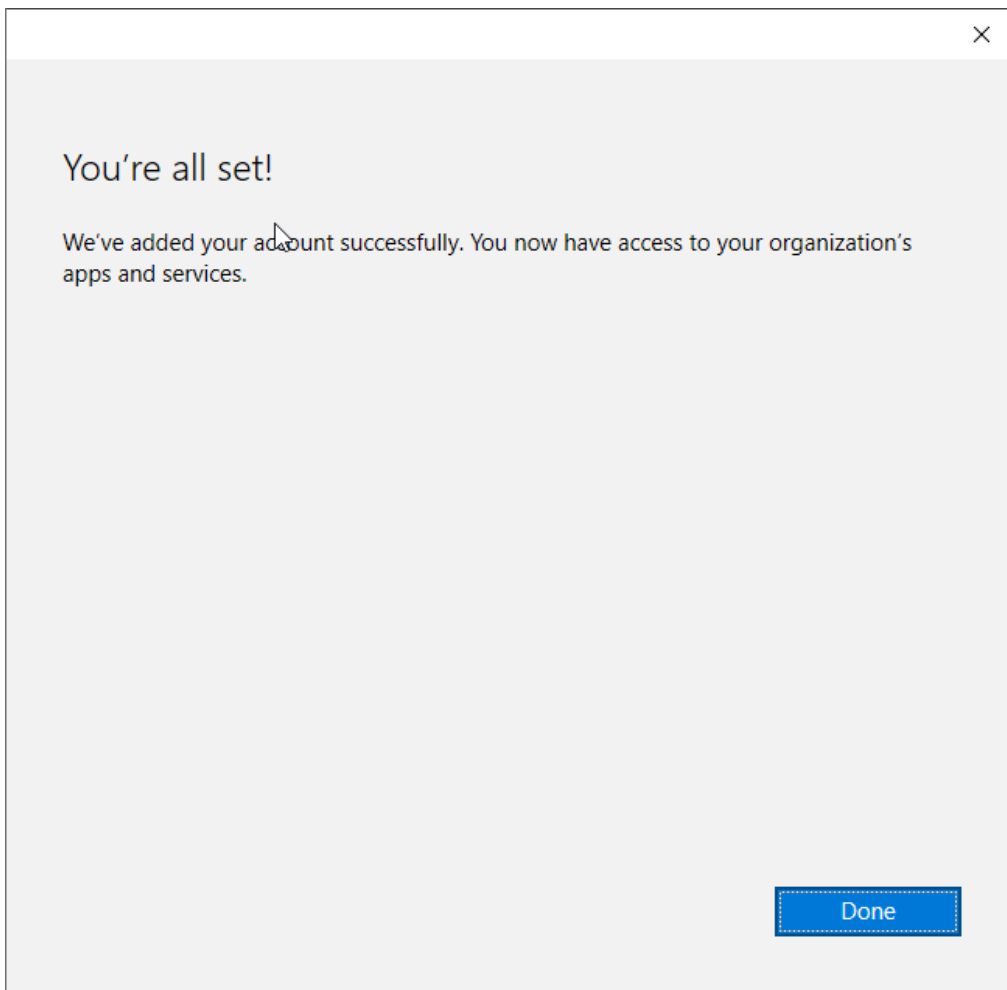 You’re all set!
We’ve added your account successfully. You now have access to your organization’s
apps and services.
Done